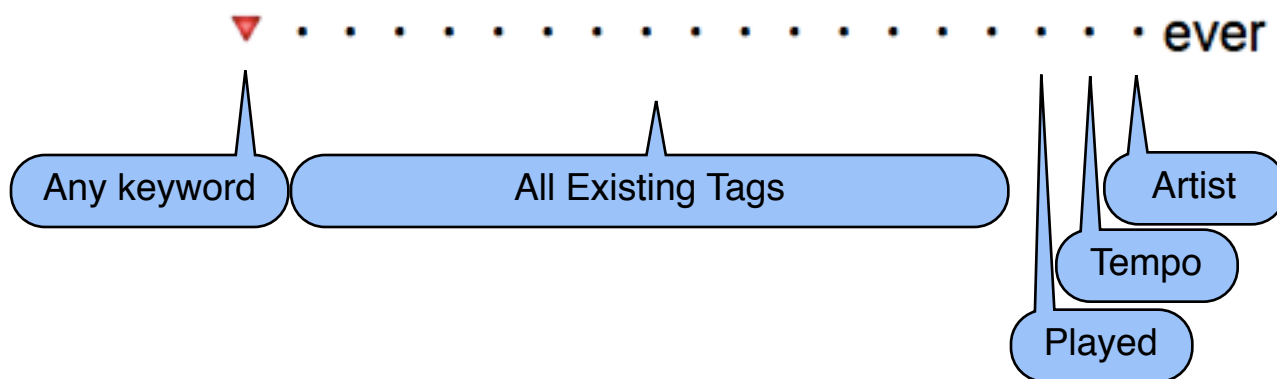 ever
Any keyword
All Existing Tags
Artist
Tempo
Played